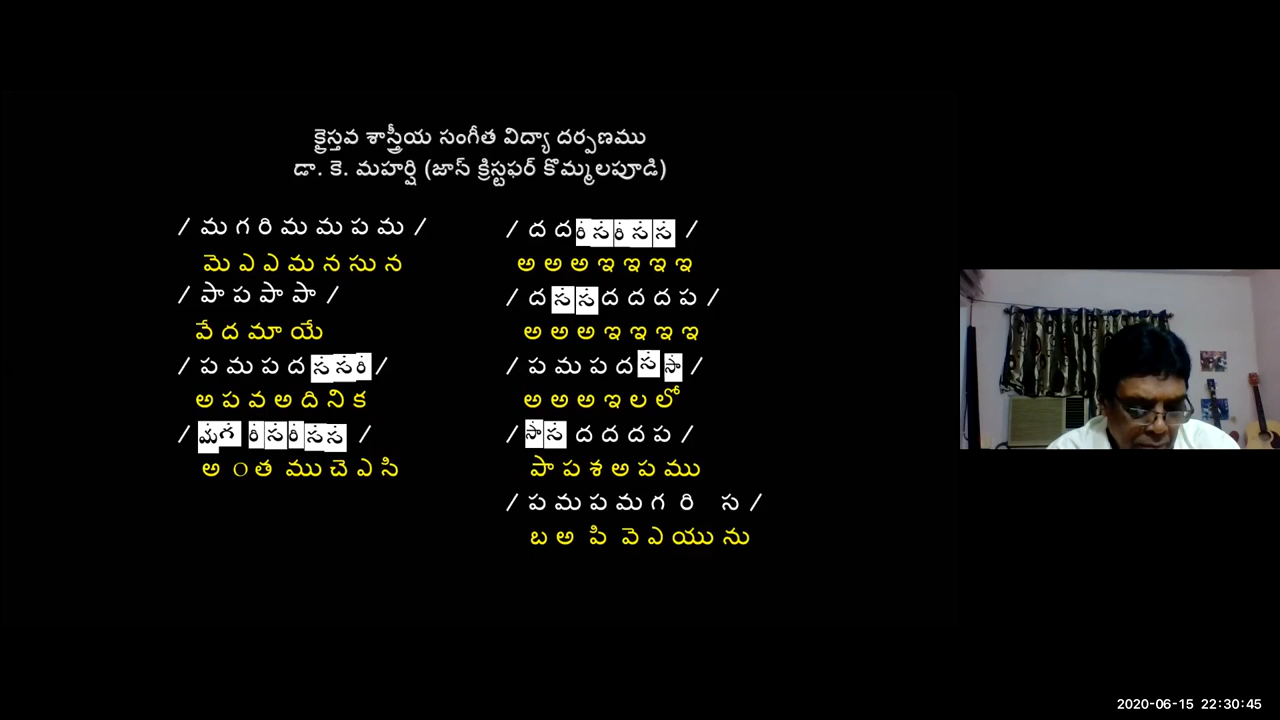 క్రైస్తవ శాస్త్రీయ సంగీత విద్యా దర్పణము
డా. కె. మహర్షి (జాస్ క్రిస్టఫర్ కొమ్మలపూడి)
/ మ గ రి మ మ ప మ /
మె ఎ ఎ మ న సు న
/ పా ప పా పా /
వే ద మా యే
/ ప మ ప ద స స రి /
అ ప వ అ ది ని క
/ మ గ రి స రి స స /
అ ం త ము చె ఎ సి
/ ద ద రి స రి స స /
అ అ అ ఇ ఇ ఇ ఇ
/ ద స స ద ద ద ప /
అ అ అ ఇ ఇ ఇ ఇ
/ ప మ ప ద స సా /
అ అ అ ఇ ల లో
/ సా స ద ద ద ప /
పా ప శ అ ప ము
/ ప మ ప మ గ రి స /
బ అ పి వె ఎ యు ను
2020-06-15 22:30:45